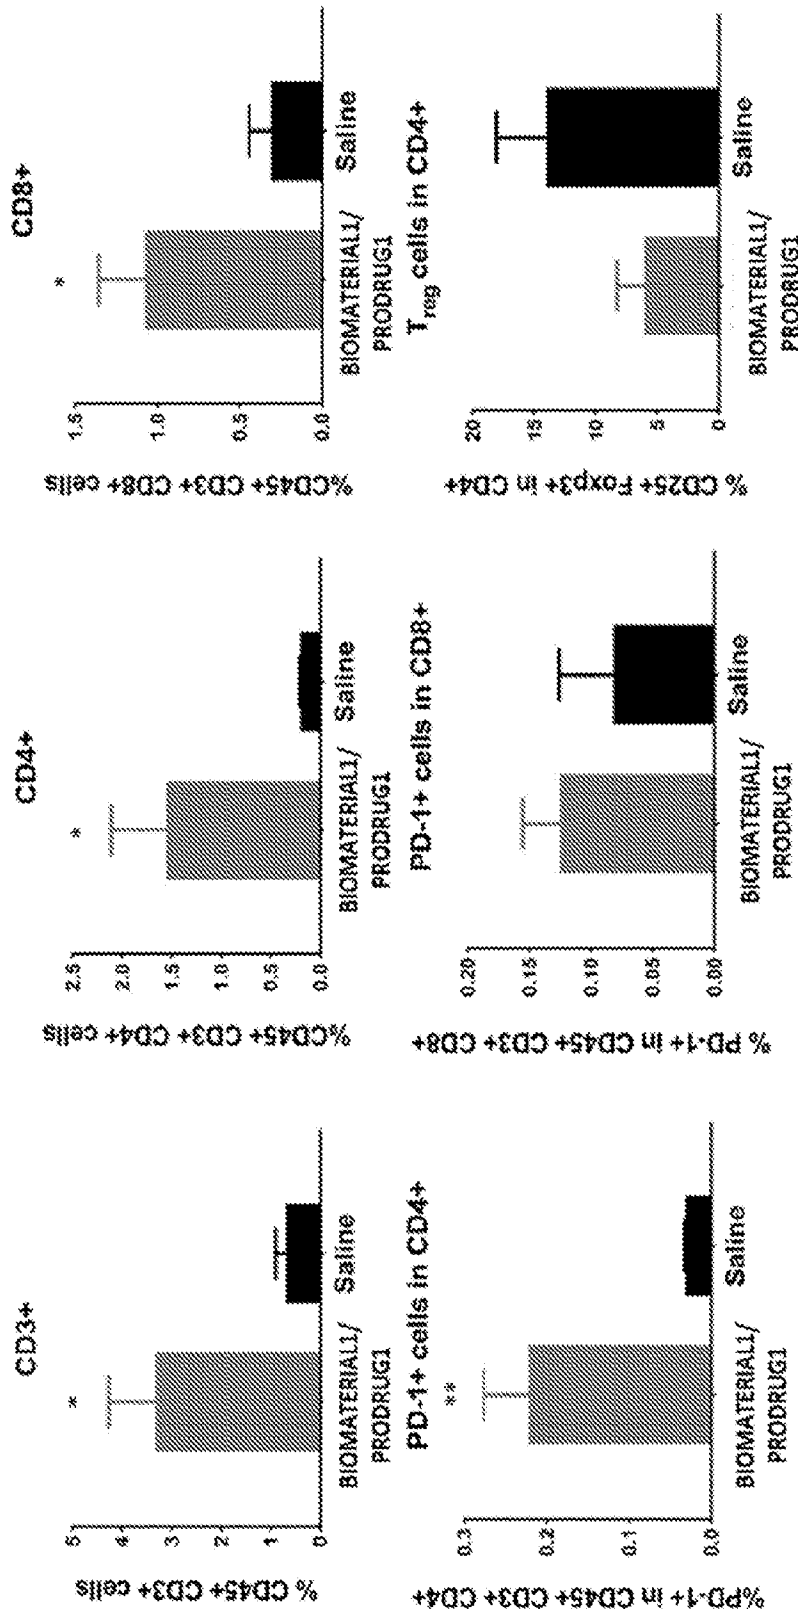 CD3+
% CD45+ CD3+ cells
5
4
3
2
1
0
BIOMATERIAL1/
PRODRUG1
Saline
*
CD4+
%CD45+ CD3+ CD4+ cells
2.5
2.0
1.5
1.0
0.5
0.0
BIOMATERIAL1/
PRODRUG1
Saline
*
CD8+
%CD45+ CD3+ CD8+ cells
1.5
1.0
0.5
0.0
BIOMATERIAL1/
PRODRUG1
Saline
*
PD-1+ cells in CD4+
%PD-1+ in CD45+ CD3+ CD4+
0.3
0.2
0.1
0.0
BIOMATERIAL1/
PRODRUG1
Saline
**
PD-1+ cells in CD8+
% PD-1+ in CD45+ CD3+ CD8+
0.20
0.15
0.10
0.05
0.00
BIOMATERIAL1/
PRODRUG1
Saline
Treg cells in CD4+
% CD25+ Foxp3+ in CD4+
20
15
10
5
0
BIOMATERIAL1/
PRODRUG1
Saline